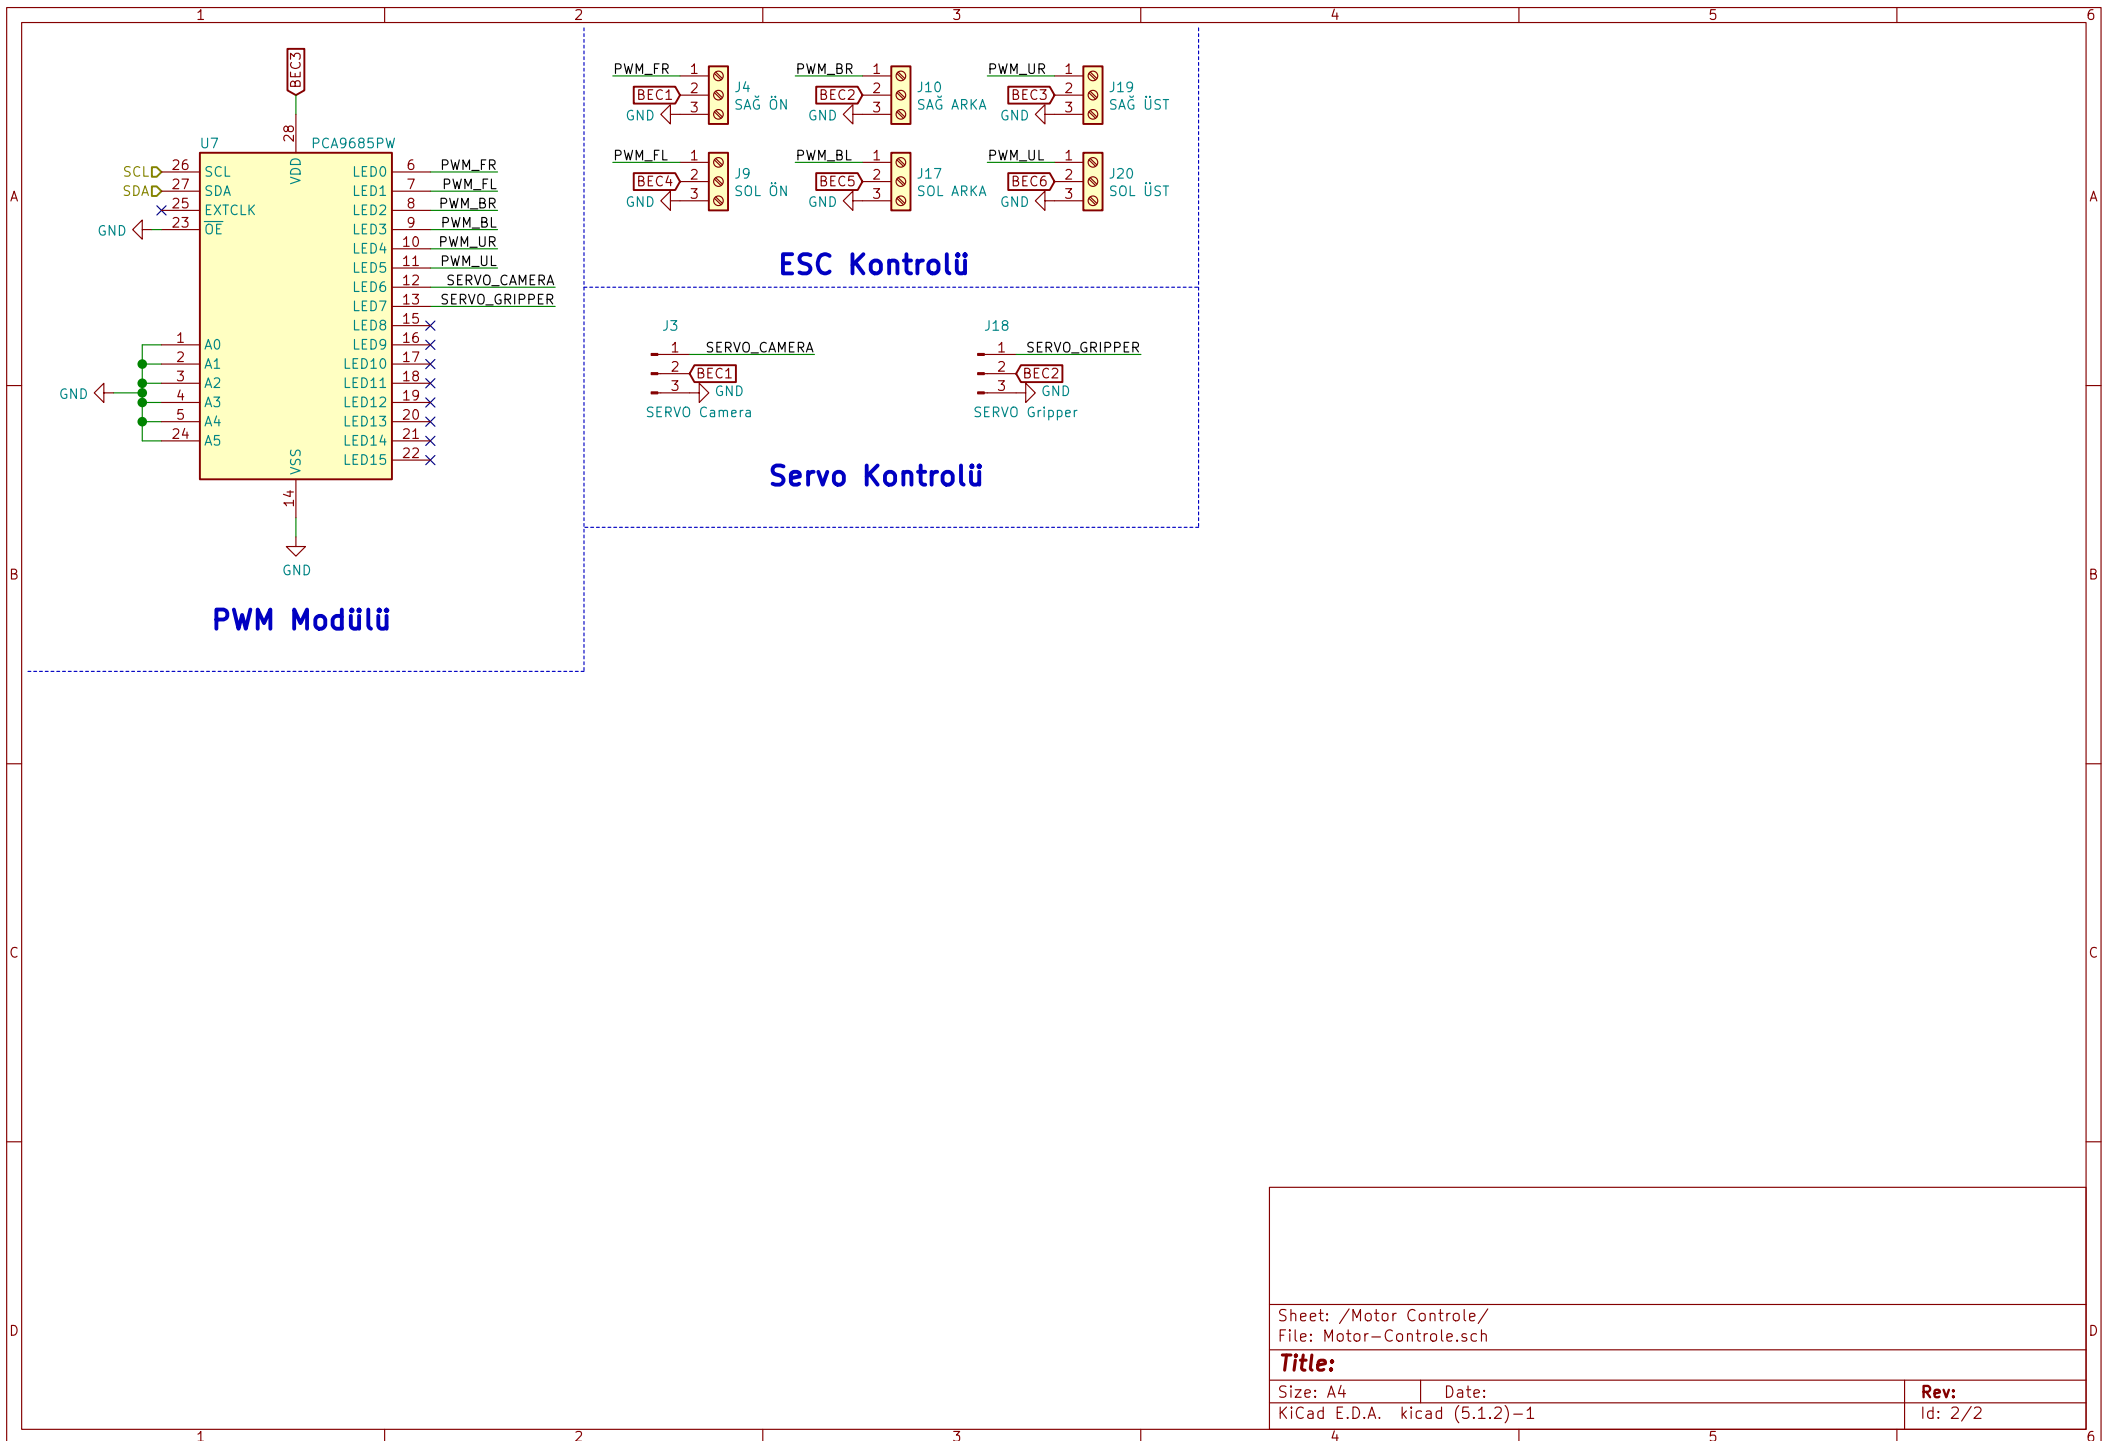 1 2 3 4 5 6
A
B
C
D
A
B
C
D
1 2 3 4 5 6
BEC3
28
U7
PCA9685PW
VDD
SCL 26 SCL
SDA 27 SDA
25 EXTCLK
GND 23 OE
1 A0
2 A1
3 A2
GND
4 A3
5 A4
24 A5
LED0 6 PWM_FR
LED1 7 PWM_FL
LED2 8 PWM_BR
LED3 9 PWM_BL
LED4 10 PWM_UR
LED5 11 PWM_UL
LED6 12 SERVO_CAMERA
LED7 13 SERVO_GRIPPER
LED8 15
LED9 16
LED10 17
LED11 18
LED12 19
LED13 20
LED14 21
LED15 22
VSS
14
GND
PWM Modülü
PWM_FR 1
BEC1 2
GND 3
J4
SAĞ ÖN
PWM_BR 1
BEC2 2
GND 3
J10
SAĞ ARKA
PWM_UR 1
BEC3 2
GND 3
J19
SAĞ ÜST
PWM_FL 1
BEC4 2
GND 3
J9
SOL ÖN
PWM_BL 1
BEC5 2
GND 3
J17
SOL ARKA
PWM_UL 1
BEC6 2
GND 3
J20
SOL ÜST
ESC Kontrolü
J3
1 SERVO_CAMERA
2 BEC1
3 GND
SERVO Camera
J18
1 SERVO_GRIPPER
2 BEC2
3 GND
SERVO Gripper
Servo Kontrolü
Sheet: /Motor Controle/
File: Motor-Controle.sch
Title:
Size: A4 Date: Rev:
KiCad E.D.A. kicad (5.1.2)-1 Id: 2/2